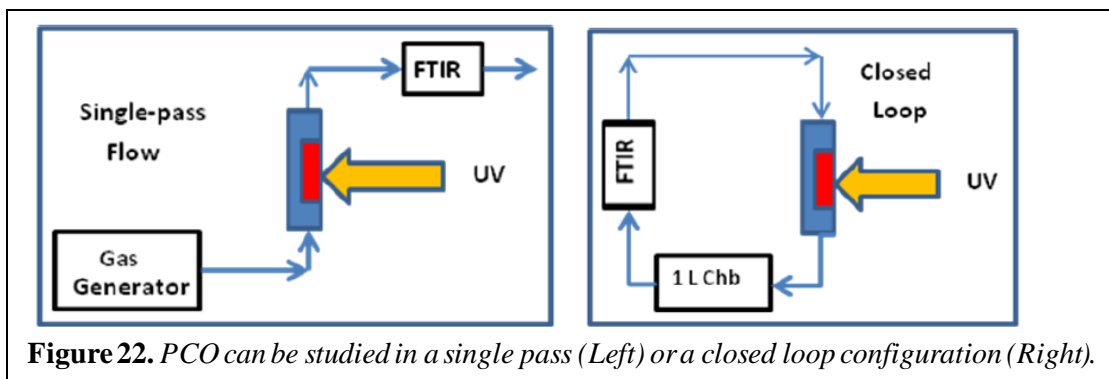 Single-pass
Flow
FTIR
UV
Gas
Generator
Closed
Loop
FTIR
UV
1 L Chb
Figure 22. PCO can be studied in a single pass (Left) or a closed loop configuration (Right).